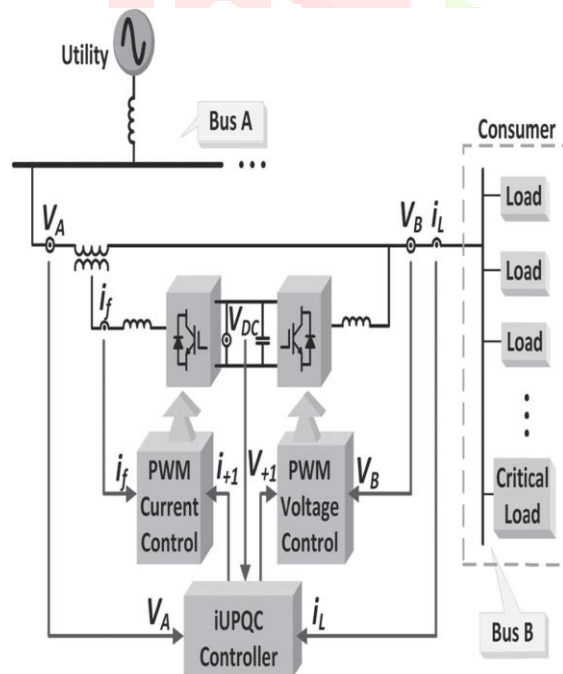 Utility
Bus A
Consumer
V_A
V_B i_L
Load
Load
Load
i_f
V_DC
i_f
PWM Current Control
i_+1
V_+1
PWM Voltage Control
V_B
Critical Load
V_A
iUPQC Controller
i_L
Bus B